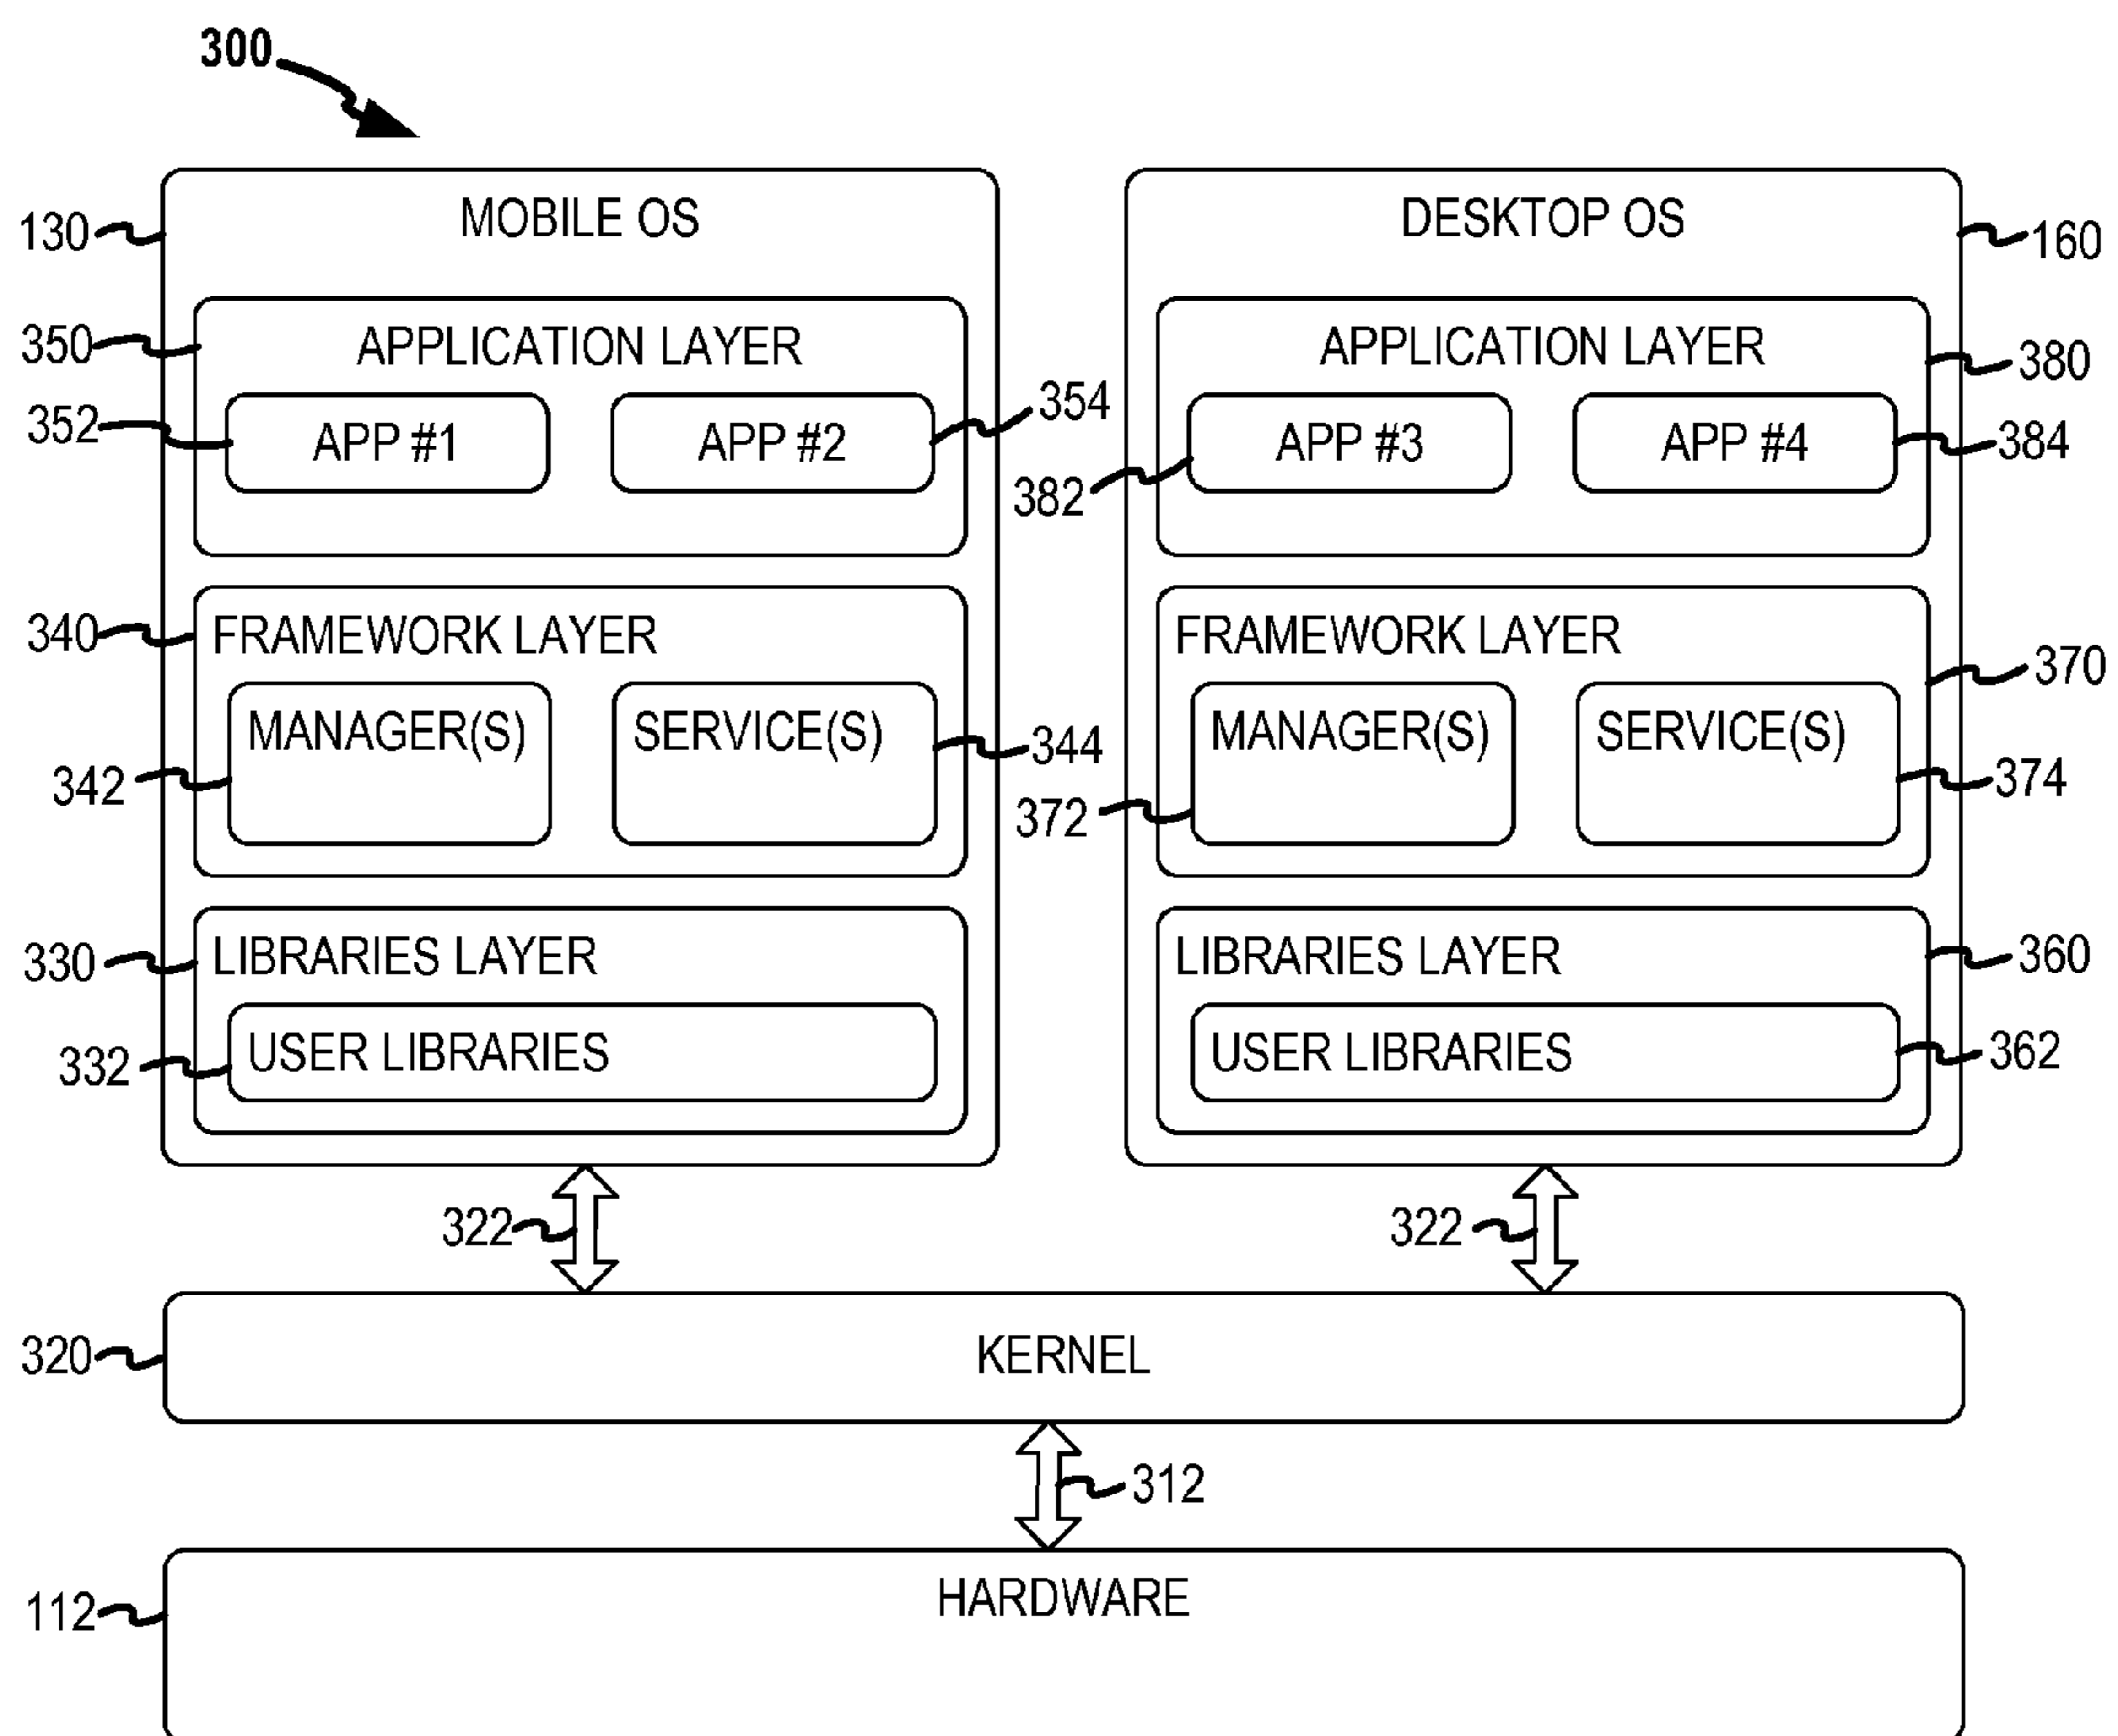 300
MOBILE OS
DESKTOP OS
130
160
350
APPLICATION LAYER
APPLICATION LAYER
380
352
APP #1
APP #2
354
382
APP #3
APP #4
384
340
FRAMEWORK LAYER
FRAMEWORK LAYER
370
342
MANAGER(S)
SERVICE(S)
344
372
MANAGER(S)
SERVICE(S)
374
330
LIBRARIES LAYER
LIBRARIES LAYER
360
332
USER LIBRARIES
USER LIBRARIES
362
322
322
320
KERNEL
312
112
HARDWARE